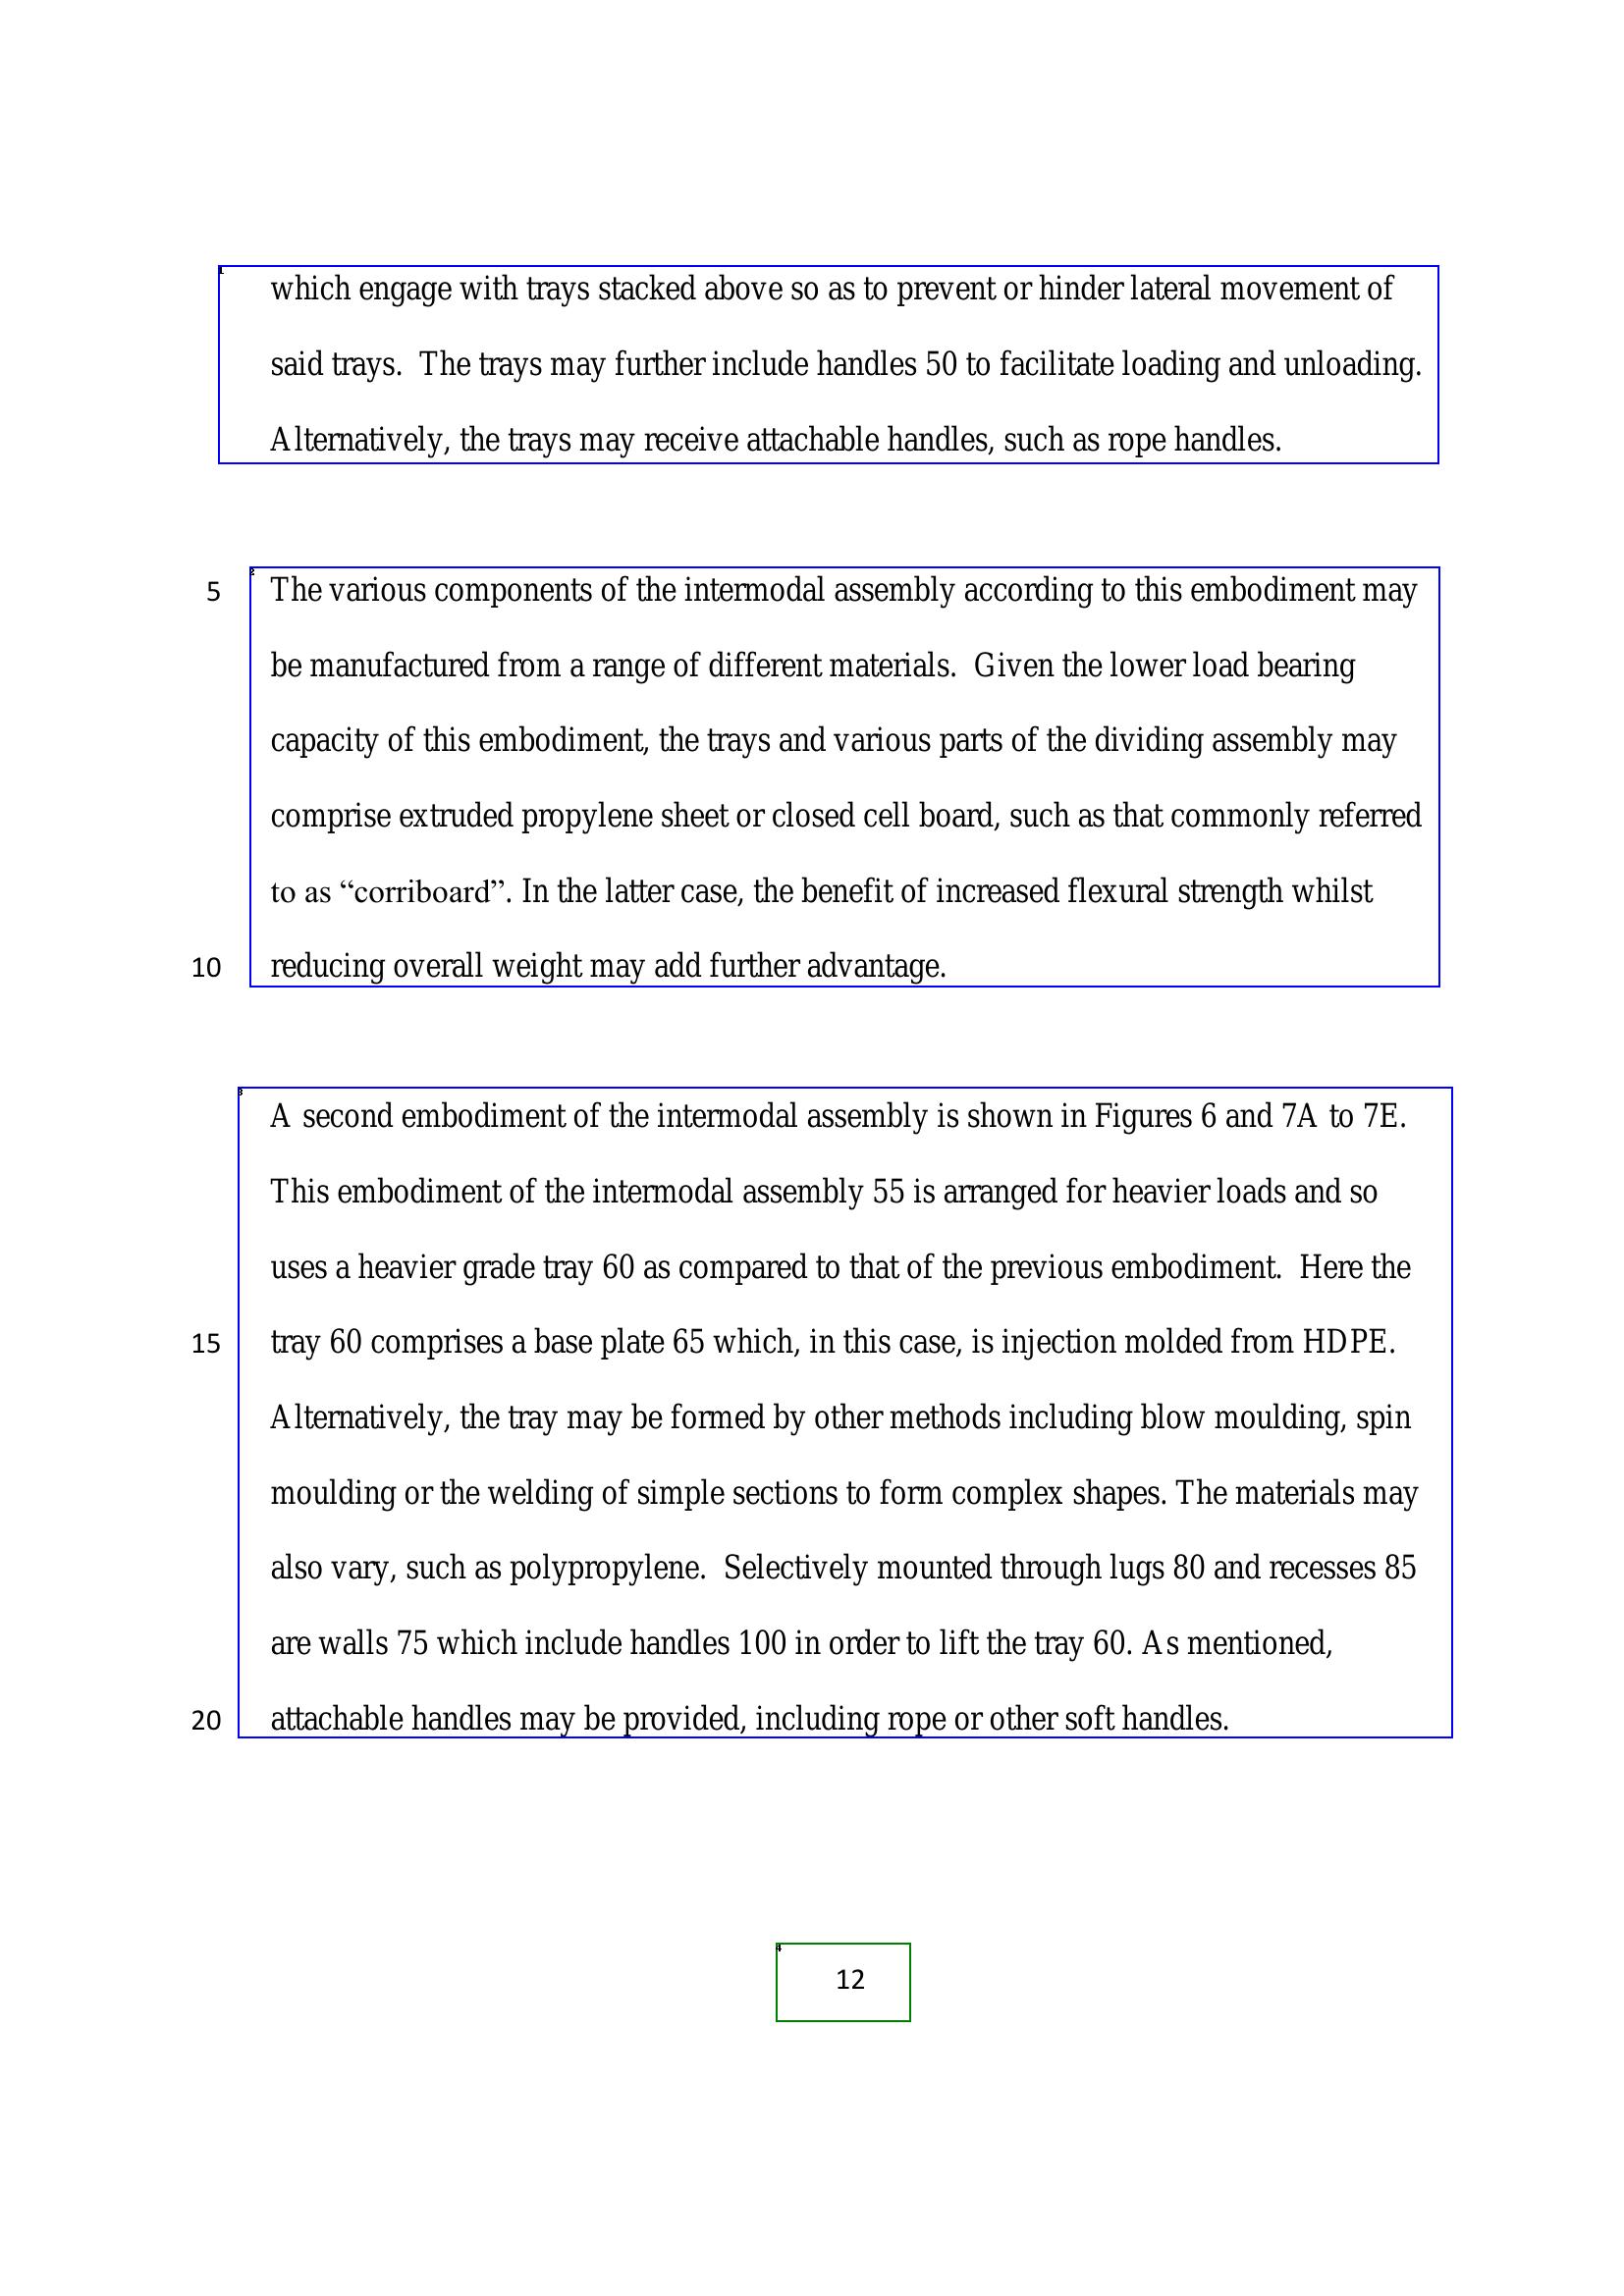 which engage with trays stacked above so as to prevent or hinder lateral movement of
said trays.  The trays may further include handles 50 to facilitate loading and unloading.
Alternatively, the trays may receive attachable handles, such as rope handles.
5 The various components of the intermodal assembly according to this embodiment may
be manufactured from a range of different materials.  Given the lower load bearing
capacity of this embodiment, the trays and various parts of the dividing assembly may
comprise extruded propylene sheet or closed cell board, such as that commonly referred
to as “corriboard”. In the latter case, the benefit of increased flexural strength whilst
10 reducing overall weight may add further advantage.
A second embodiment of the intermodal assembly is shown in Figures 6 and 7A to 7E.
This embodiment of the intermodal assembly 55 is arranged for heavier loads and so
uses a heavier grade tray 60 as compared to that of the previous embodiment.  Here the
15 tray 60 comprises a base plate 65 which, in this case, is injection molded from HDPE.
Alternatively, the tray may be formed by other methods including blow moulding, spin
moulding or the welding of simple sections to form complex shapes. The materials may
also vary, such as polypropylene.  Selectively mounted through lugs 80 and recesses 85
are walls 75 which include handles 100 in order to lift the tray 60. As mentioned,
20 attachable handles may be provided, including rope or other soft handles.
12